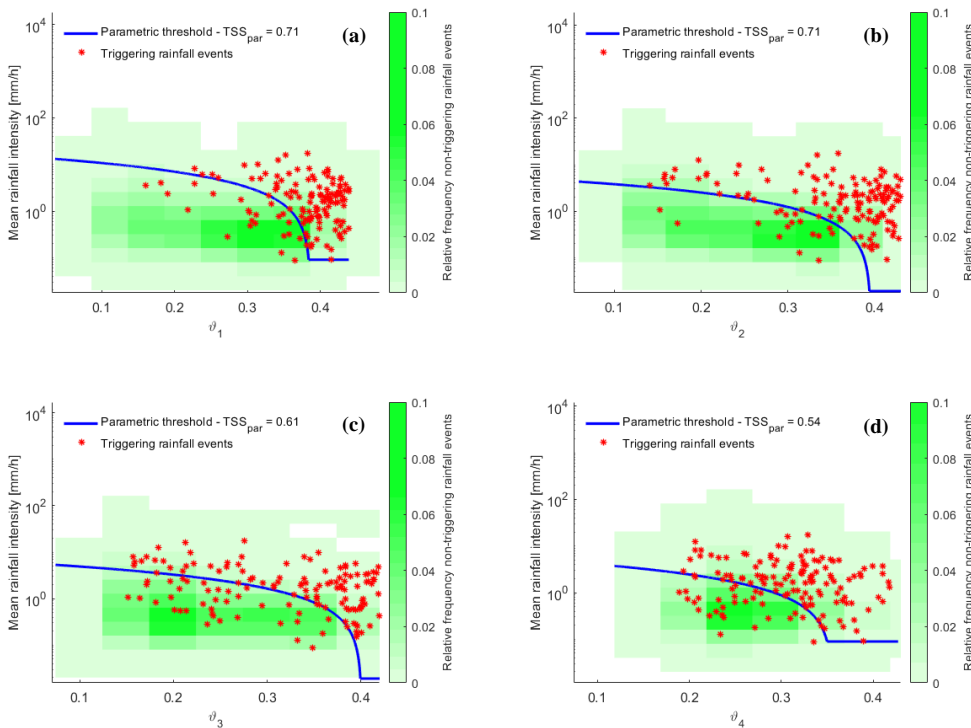 10^4
Parametric threshold - TSS_par = 0.71
(a)
Triggering rainfall events
10^2
10^0
Mean rainfall intensity [mm/h]
0.1 0.2 0.3 0.4
ϑ_1
0.1
0.08
0.06
0.04
0.02
0
Relative frequency non-triggering rainfall events
10^4
Parametric threshold - TSS_par = 0.71
(b)
Triggering rainfall events
10^2
10^0
Mean rainfall intensity [mm/h]
0.1 0.2 0.3 0.4
ϑ_2
0.1
0.08
0.06
0.04
0.02
0
Relative frequency non-triggering rainfall events
10^4
Parametric threshold - TSS_par = 0.61
(c)
Triggering rainfall events
10^2
10^0
Mean rainfall intensity [mm/h]
0.1 0.2 0.3 0.4
ϑ_3
0.1
0.08
0.06
0.04
0.02
0
Relative frequency non-triggering rainfall events
10^4
Parametric threshold - TSS_par = 0.54
(d)
Triggering rainfall events
10^2
10^0
Mean rainfall intensity [mm/h]
0.1 0.2 0.3 0.4
ϑ_4
0.1
0.08
0.06
0.04
0.02
0
Relative frequency non-triggering rainfall events